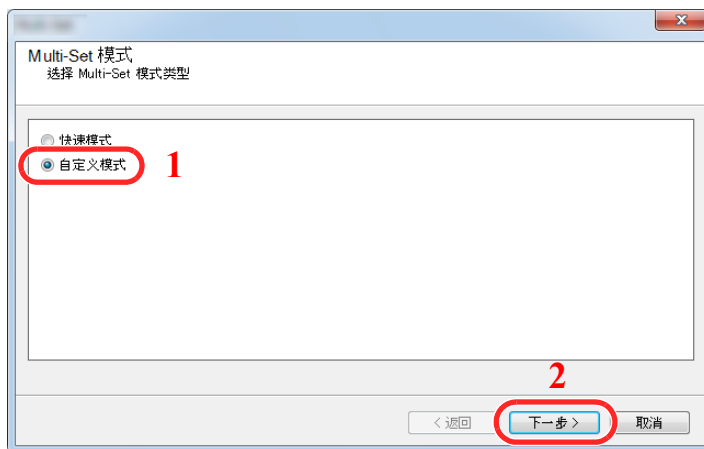 Multi-Set 模式
选择 Multi-Set 模式类型
快速模式
自定义模式
1
2
< 返回
下一步 >
取消